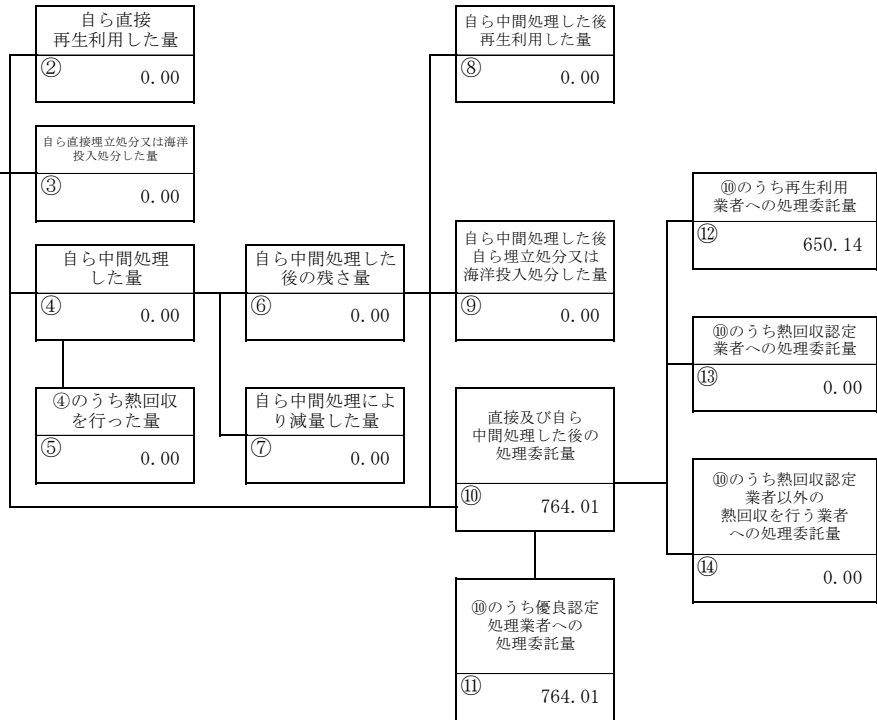 自ら直接
再生利用した量
②
0.00
自ら直接埋立処分又は海洋
投入処分した量
③
0.00
自ら中間処理
した量
④
0.00
④のうち熱回収
を行った量
⑤
0.00
自ら中間処理した
後の残さ量
⑥
0.00
自ら中間処理によ
り減量した量
⑦
0.00
自ら中間処理した後
再生利用した量
⑧
0.00
自ら中間処理した後
自ら埋立処分又は
海洋投入処分した量
⑨
0.00
直接及び自ら
中間処理した後の
処理委託量
⑩
764.01
⑩のうち優良認定
処理業者への
処理委託量
⑪
764.01
⑩のうち再生利用
業者への処理委託量
⑫
650.14
⑩のうち熱回収認定
業者への処理委託量
⑬
0.00
⑩のうち熱回収認定
業者以外の
熱回収を行う業者
への処理委託量
⑭
0.00